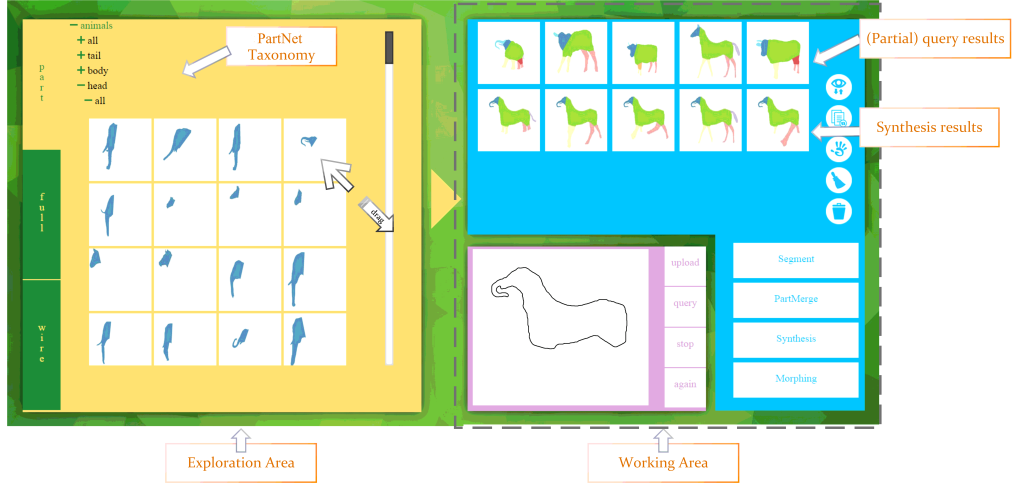 animals
all
tail
body
head
all
PartNet
Taxonomy
part
full
wire
drag
(Partial) query results
Synthesis results
upload
query
stop
again
Segment
PartMerge
Synthesis
Morphing
Exploration Area
Working Area